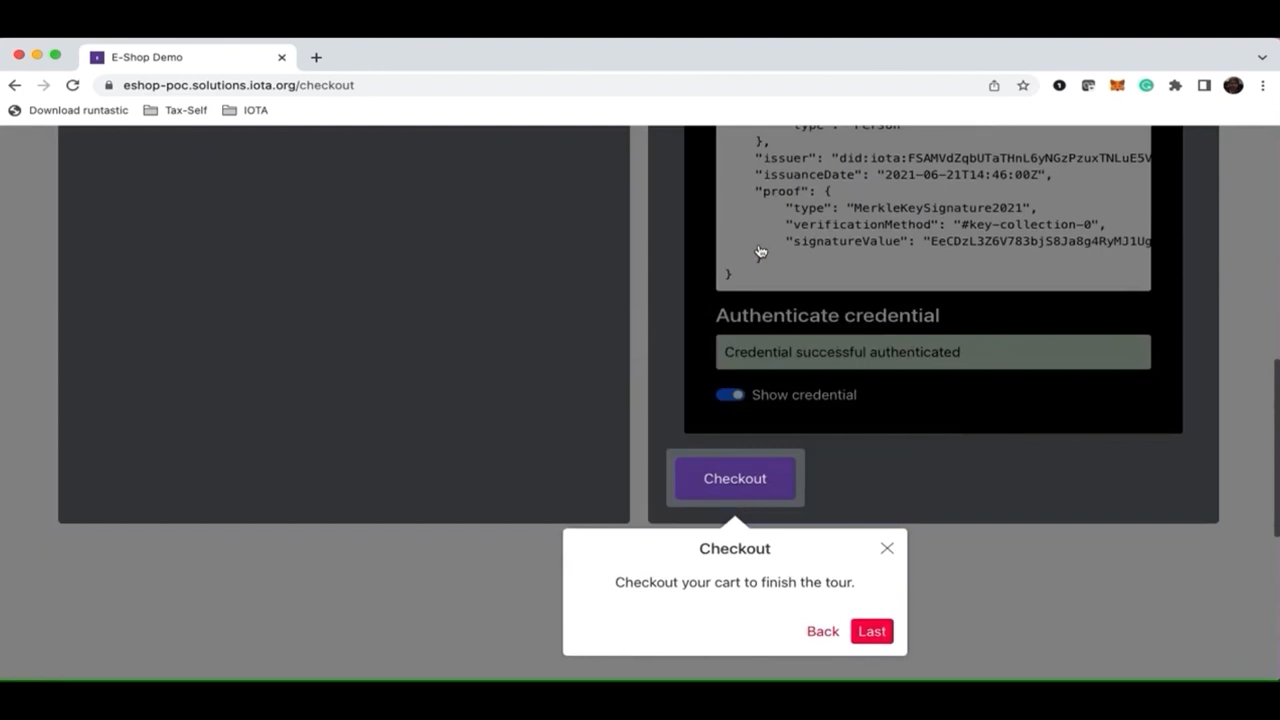 E-Shop Demo
eshop-poc.solutions.iota.org/checkout
Download runtastic
Tax-Self
IOTA
"type": "Person"
},
"issuer": "did:iota:FSAMVdZqbUTaTHnL6yNGzPzuxTNLuE5V
"issuanceDate": "2021-06-21T14:46:00Z",
"proof": {
"type": "MerkleKeySignature2021",
"verificationMethod": "#key-collection-0",
"signatureValue": "EeCDzL3Z6V783bjS8Ja8g4RyMJ1Ug
}
}
Authenticate credential
Credential successful authenticated
Show credential
Checkout
Checkout
Checkout your cart to finish the tour.
Back
Last